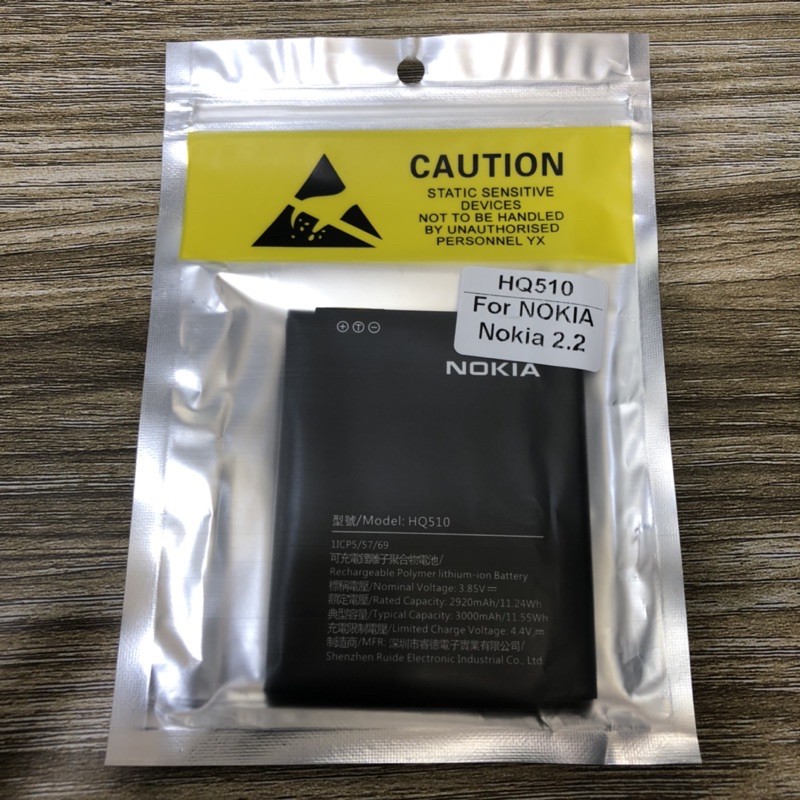 CAUTION
STATIC SENSITIVE
DEVICES
NOT TO BE HANDLED
BY UNAUTHORISED
PERSONNEL YX
HQ510
For NOKIA
Nokia 2.2
NOKIA
型號/Model: HQ510
1ICP5/57/69
可充電鋰離子聚合物電池/
Rechargeable Polymer lithium-ion Battery
標稱電壓/Nominal Voltage: 3.85V⎓
額定電壓/Rated Capacity: 2920mAh/11.24Wh
典型容量/Typical Capacity: 3000mAh/11.55Wh
充電限制電壓/Limited Charge Voltage: 4.4V⎓
制造商/MFR: 深圳市睿德電子實業有限公司/
Shenzhen Ruide Electronic Industrial Co., Ltd